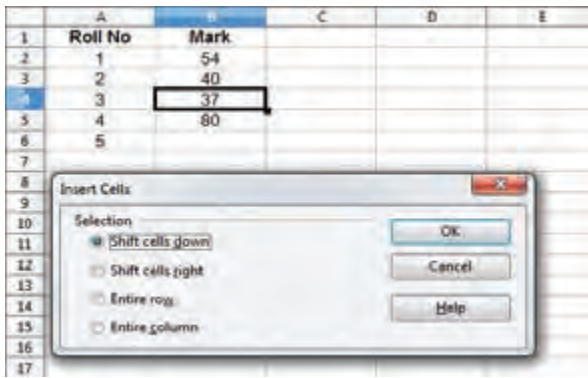 A B C D E
1 Roll No Mark
2 1 54
3 2 40
4 3 37
5 4 80
6 5
7
8
9
10
11
12
13
14
15
16
17
Insert Cells
Selection
Shift cells down
Shift cells right
Entire row
Entire column
OK
Cancel
Help